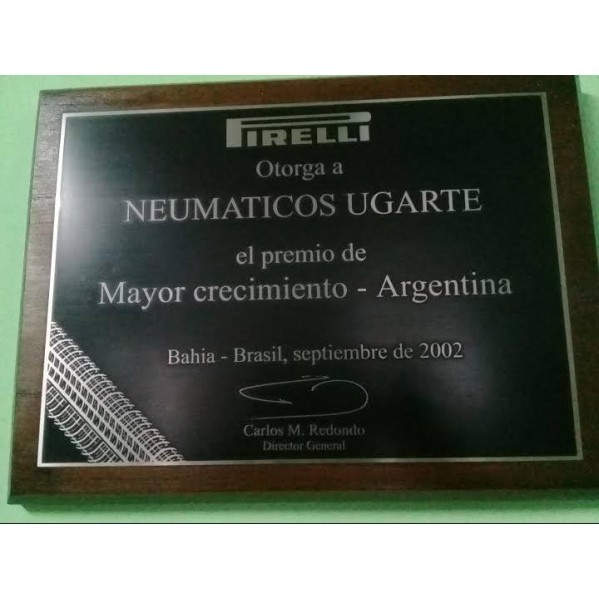 PIRELLI
Otorga a
NEUMATICOS UGARTE
el premio de
Mayor crecimiento - Argentina
Bahia - Brasil, septiembre de 2002
Carlos M. Redondo
Director General